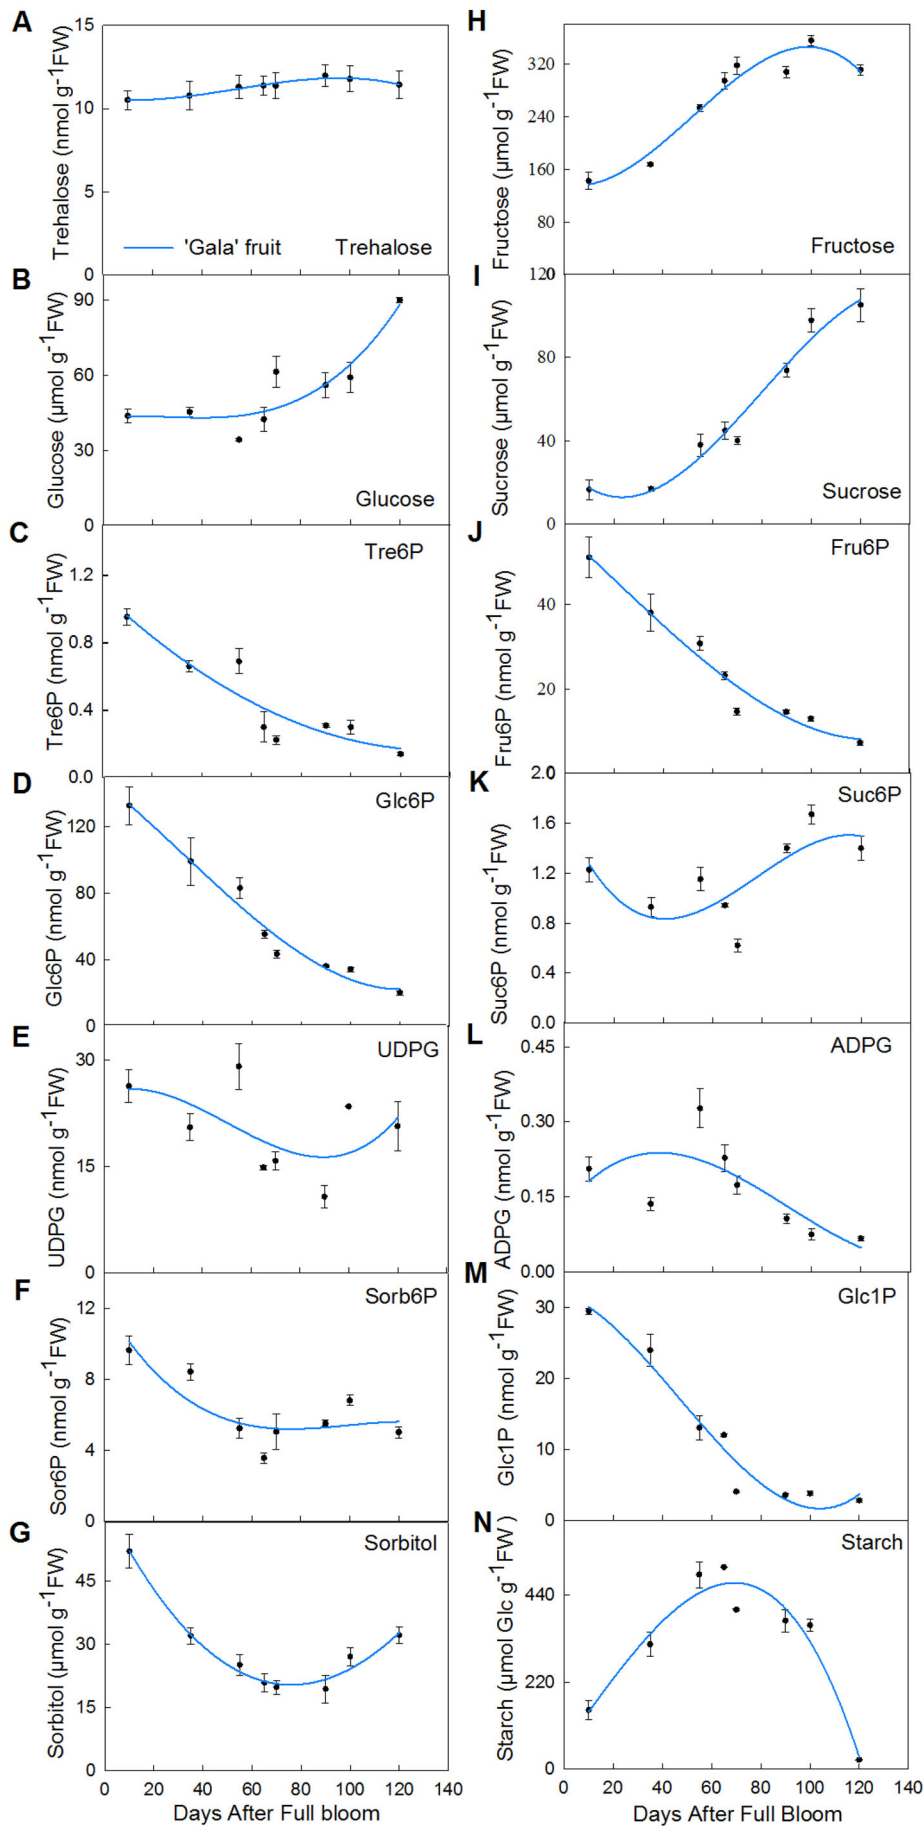 A
15
10
5
0
Trehalose (nmol g-1FW)
'Gala' fruit
Trehalose
B
90
60
30
0
Glucose (µmol g-1FW)
Glucose
C
1.2
0.8
0.4
0.0
Tre6P (nmol g-1FW)
Tre6P
D
120
80
40
0
Glc6P (nmol g-1FW)
Glc6P
E
30
15
0
UDPG (nmol g-1FW)
UDPG
F
12
8
4
0
Sor6P (nmol g-1FW)
Sorb6P
G
45
30
15
0
Sorbitol (µmol g-1FW)
Sorbitol
0 20 40 60 80 100 120 140
Days After Full bloom
H
320
240
160
80
0
Fructose (µmol g-1FW)
Fructose
I
120
80
40
0
Sucrose (µmol g-1FW)
Sucrose
J
40
20
0
Fru6P (nmol g-1FW)
Fru6P
K
2.0
1.6
1.2
0.8
0.4
0.0
Suc6P (nmol g-1FW)
Suc6P
L
0.45
0.30
0.15
0.00
ADPG (nmol g-1FW)
ADPG
M
30
20
10
0
Glc1P (nmol g-1FW)
Glc1P
N
440
220
0
Starch (µmol Glc g-1FW )
Starch
0 20 40 60 80 100 120 140
Days After Full Bloom